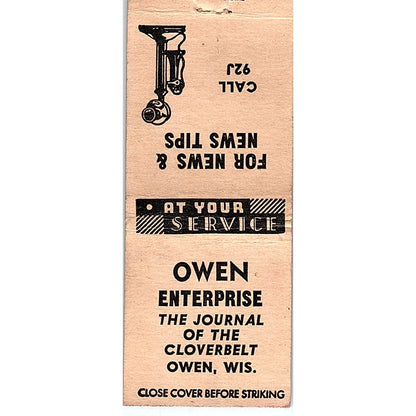 FOR NEWS &
NEWS TIPS
CALL
92J
AT YOUR
SERVICE
OWEN
ENTERPRISE
THE JOURNAL
OF THE
CLOVERBELT
OWEN, WIS.
CLOSE COVER BEFORE STRIKING